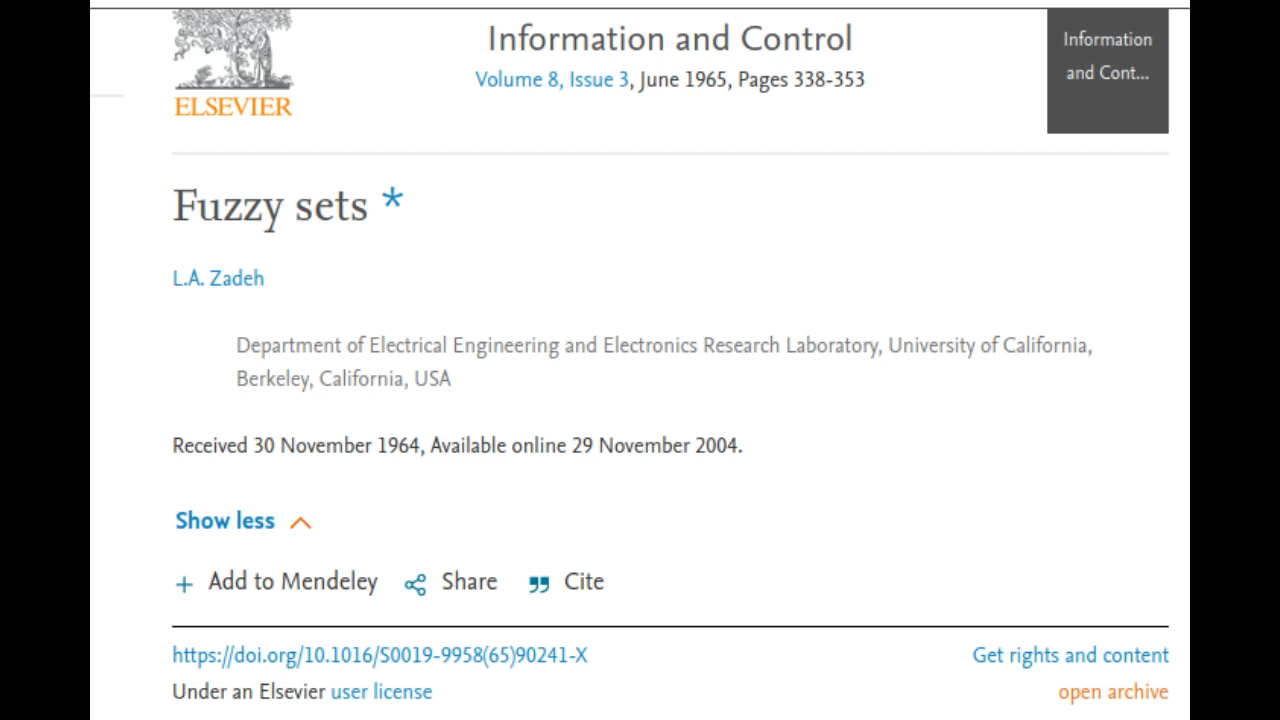 Information and Control
Volume 8, Issue 3, June 1965, Pages 338-353
ELSEVIER
Information
and Cont...
Fuzzy sets *
L.A. Zadeh
Department of Electrical Engineering and Electronics Research Laboratory, University of California,
Berkeley, California, USA
Received 30 November 1964, Available online 29 November 2004.
Show less
+ Add to Mendeley Share Cite
https://doi.org/10.1016/S0019-9958(65)90241-X Get rights and content
Under an Elsevier user license open archive